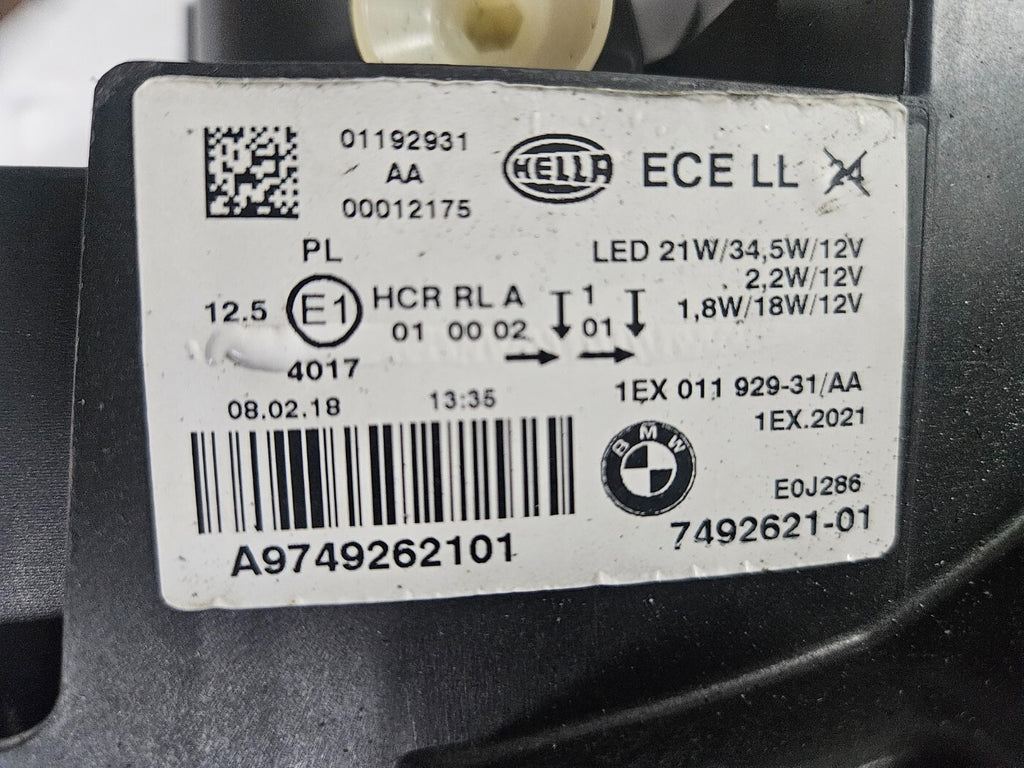 01192931
AA
00012175
HELLA
ECE LL
24
PL
LED 21W/34,5W/12V
2,2W/12V
1,8W/18W/12V
12.5
E1
HCR RL A
1
01 00 02
01
4017
1EX 011 929-31/AA
08.02.18
13:35
1EX.2021
BMW
E0J286
7492621-01
A9749262101